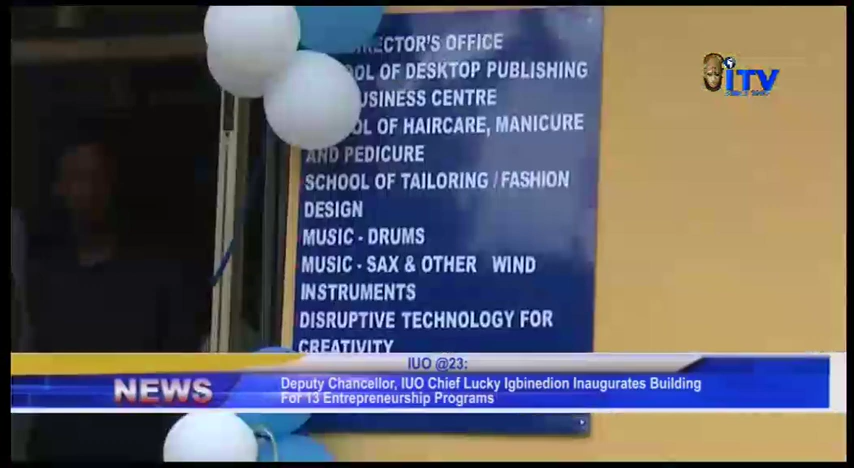 DIRECTOR'S OFFICE
OF DESKTOP PUBLISHING
BUSINESS CENTRE
OF HAIRCARE, MANICURE
AND PEDICURE
SCHOOL OF TAILORING / FASHION
DESIGN
MUSIC - DRUMS
MUSIC - SAX & OTHER WIND
INSTRUMENTS
DISRUPTIVE TECHNOLOGY FOR
CREATIVITY
ITV
IUO @23:
NEWS
Deputy Chancellor, IUO Chief Lucky Igbinedion Inaugurates Building
For 13 Entrepreneurship Programs